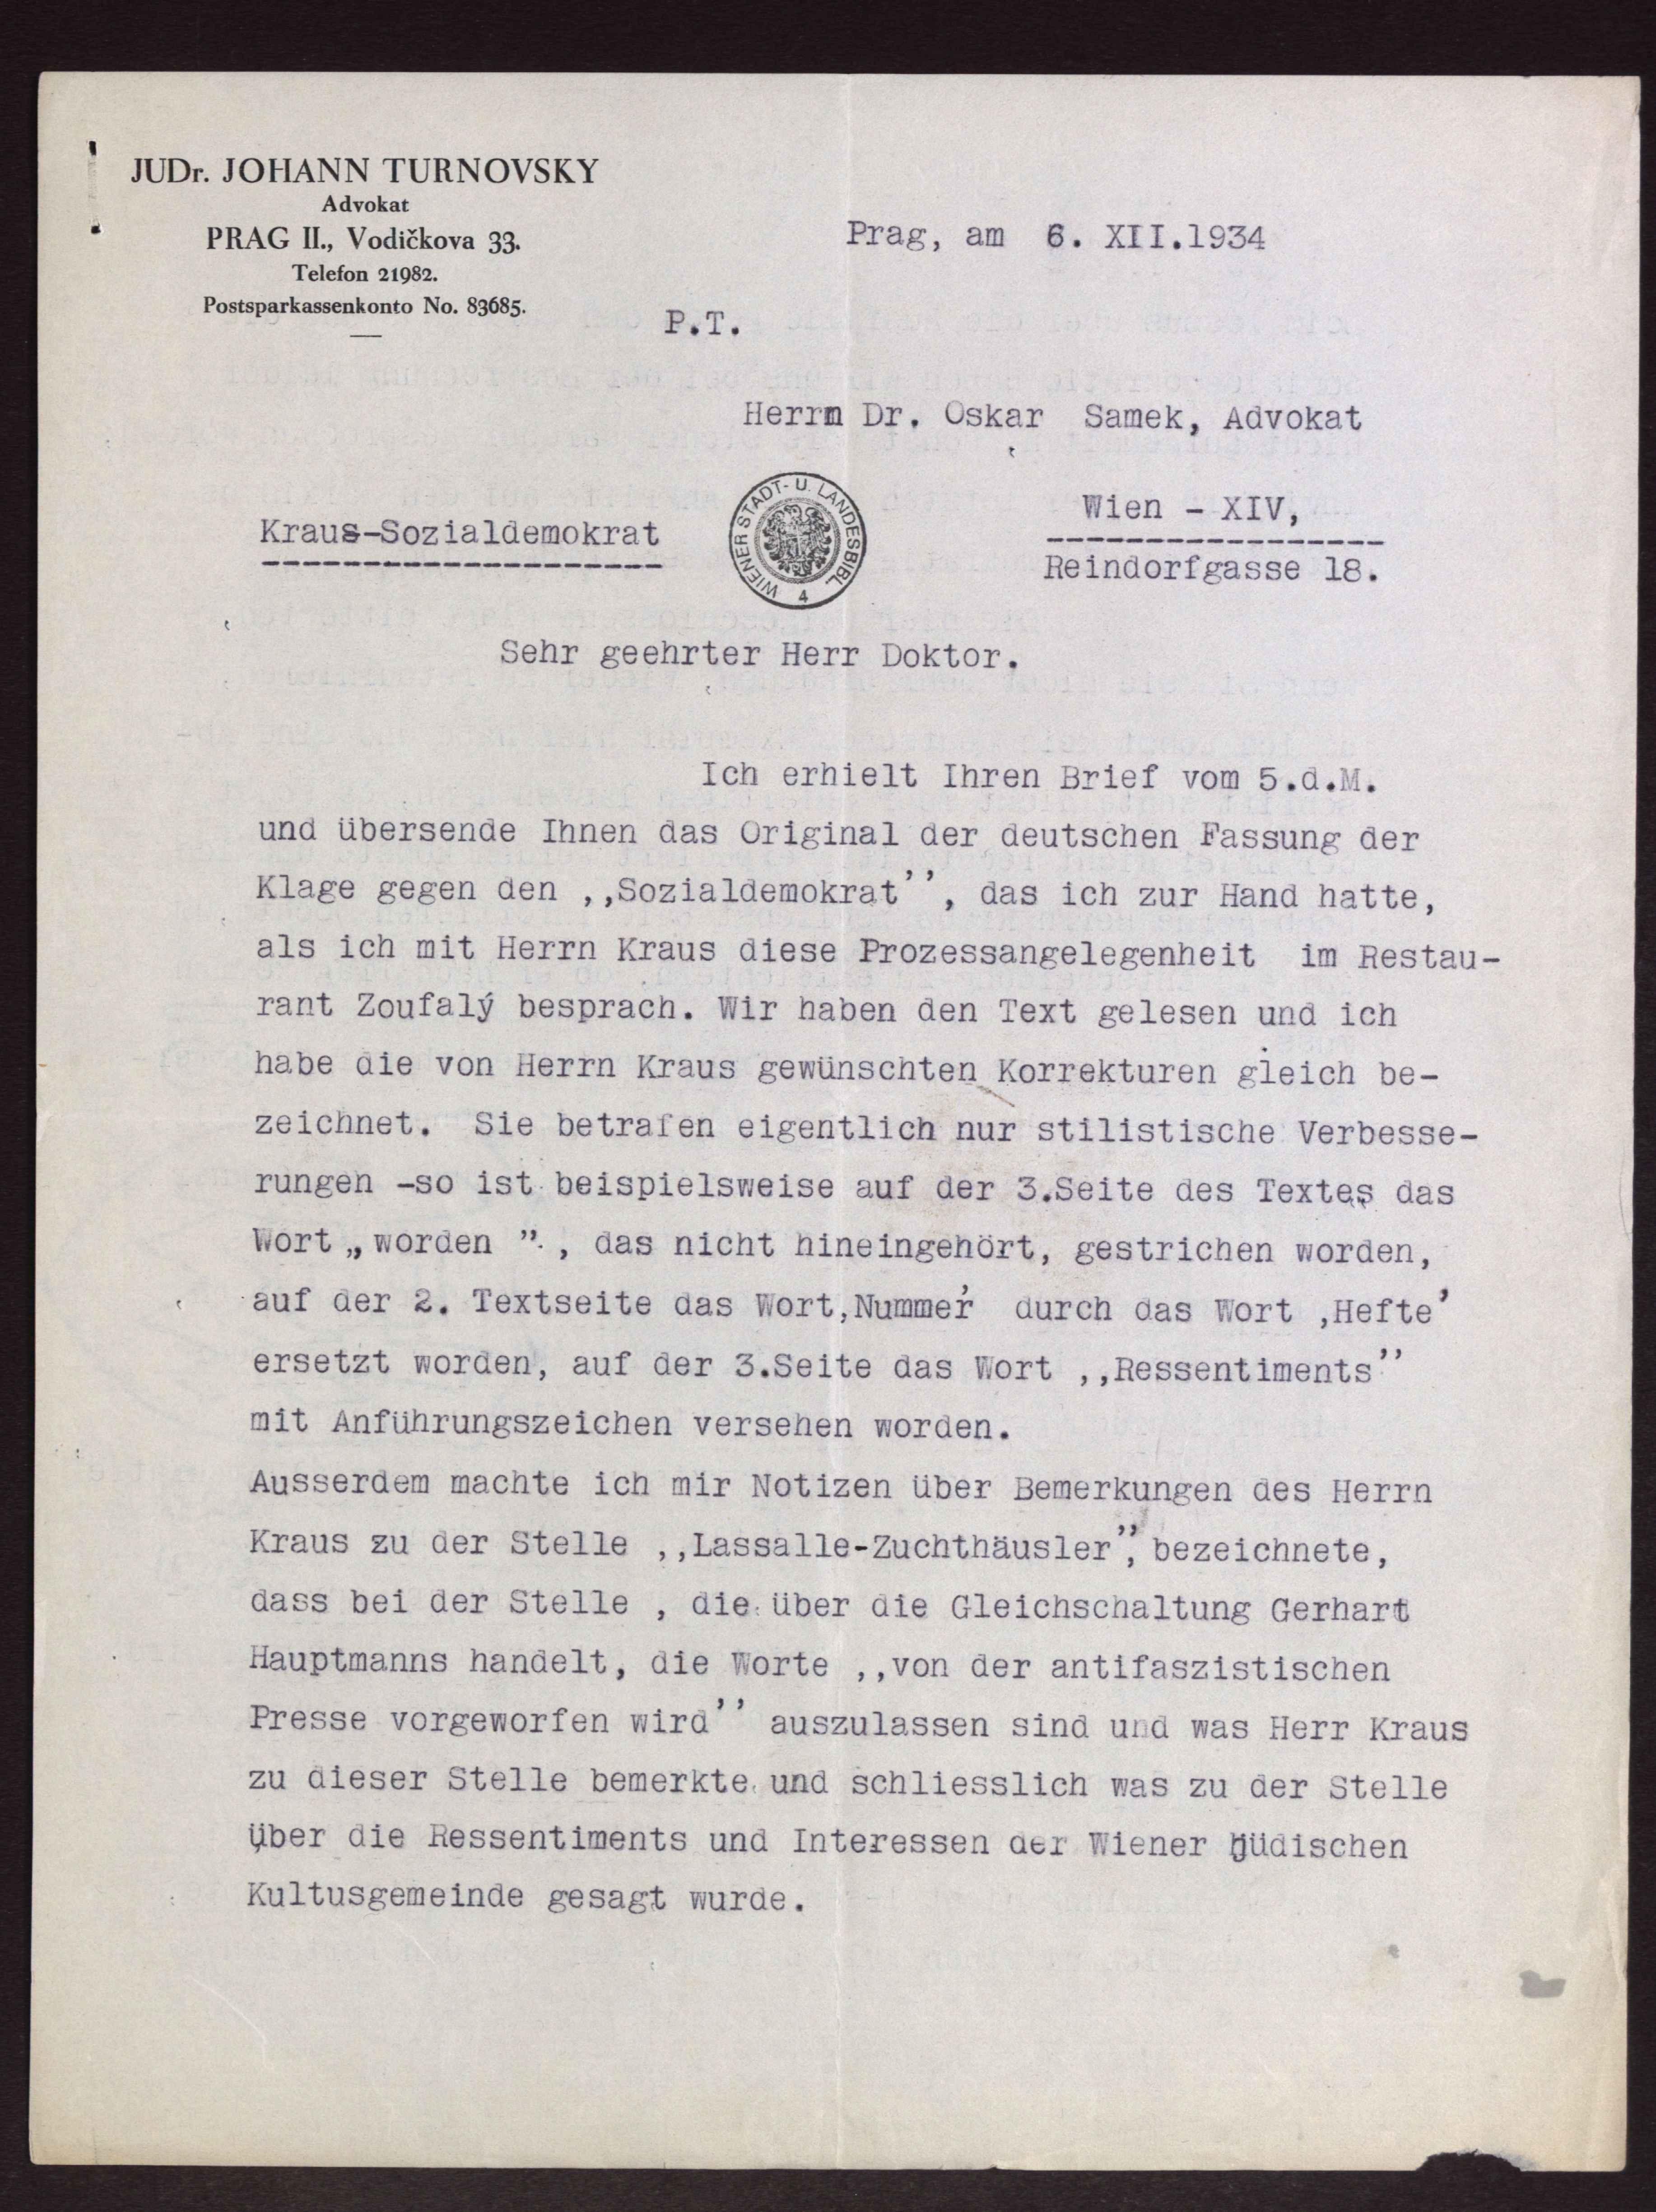 JUDr. JOHANN TURNOVSKY
Advokat
PRAG II., Vodičkova 33.
Telefon 21982.
Postsparkassenkonto No. 83685.
Prag, am 6. XII.1934
P.T.
Herrn Dr. Oskar Samek, Advokat
Wien - XIV,
Reindorfgasse 18.
Kraus-Sozialdemokrat
WIENER STADT- U. LANDESBIBL.
4
Sehr geehrter Herr Doktor.
Ich erhielt Ihren Brief vom 5.d.M.
und übersende Ihnen das Original der deutschen Fassung der
Klage gegen den ,,Sozialdemokrat’’, das ich zur Hand hatte,
als ich mit Herrn Kraus diese Prozessangelegenheit im Restau-
rant Zoufalý besprach. Wir haben den Text gelesen und ich
habe die von Herrn Kraus gewünschten Korrekturen gleich be-
zeichnet. Sie betrafen eigentlich nur stilistische Verbesse-
rungen -so ist beispielsweise auf der 3.Seite des Textes das
Wort „worden ”, das nicht hineingehört, gestrichen worden,
auf der 2. Textseite das Wort,Nummer’ durch das Wort ,Hefte’
ersetzt worden, auf der 3.Seite das Wort ,,Ressentiments’’
mit Anführungszeichen versehen worden.
Ausserdem machte ich mir Notizen über Bemerkungen des Herrn
Kraus zu der Stelle ,,Lassalle-Zuchthäusler’’, bezeichnete,
dass bei der Stelle , die über die Gleichschaltung Gerhart
Hauptmanns handelt, die Worte ,,von der antifaszistischen
Presse vorgeworfen wird’’ auszulassen sind und was Herr Kraus
zu dieser Stelle bemerkte und schliesslich was zu der Stelle
über die Ressentiments und Interessen der Wiener jüdischen
Kultusgemeinde gesagt wurde.